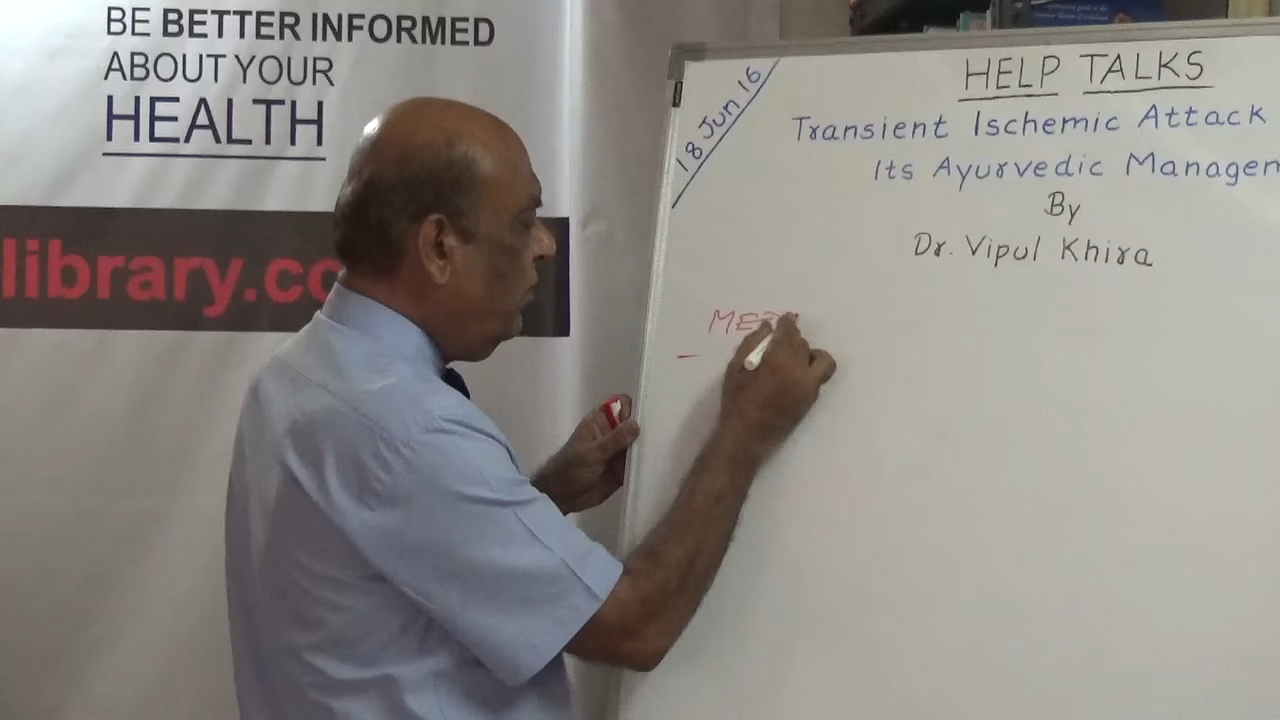 BE BETTER INFORMED
ABOUT YOUR
HEALTH
library.co
18 Jun 16
HELP TALKS
Transient Ischemic Attack
Its Ayurvedic Managem
By
Dr. Vipul Khira